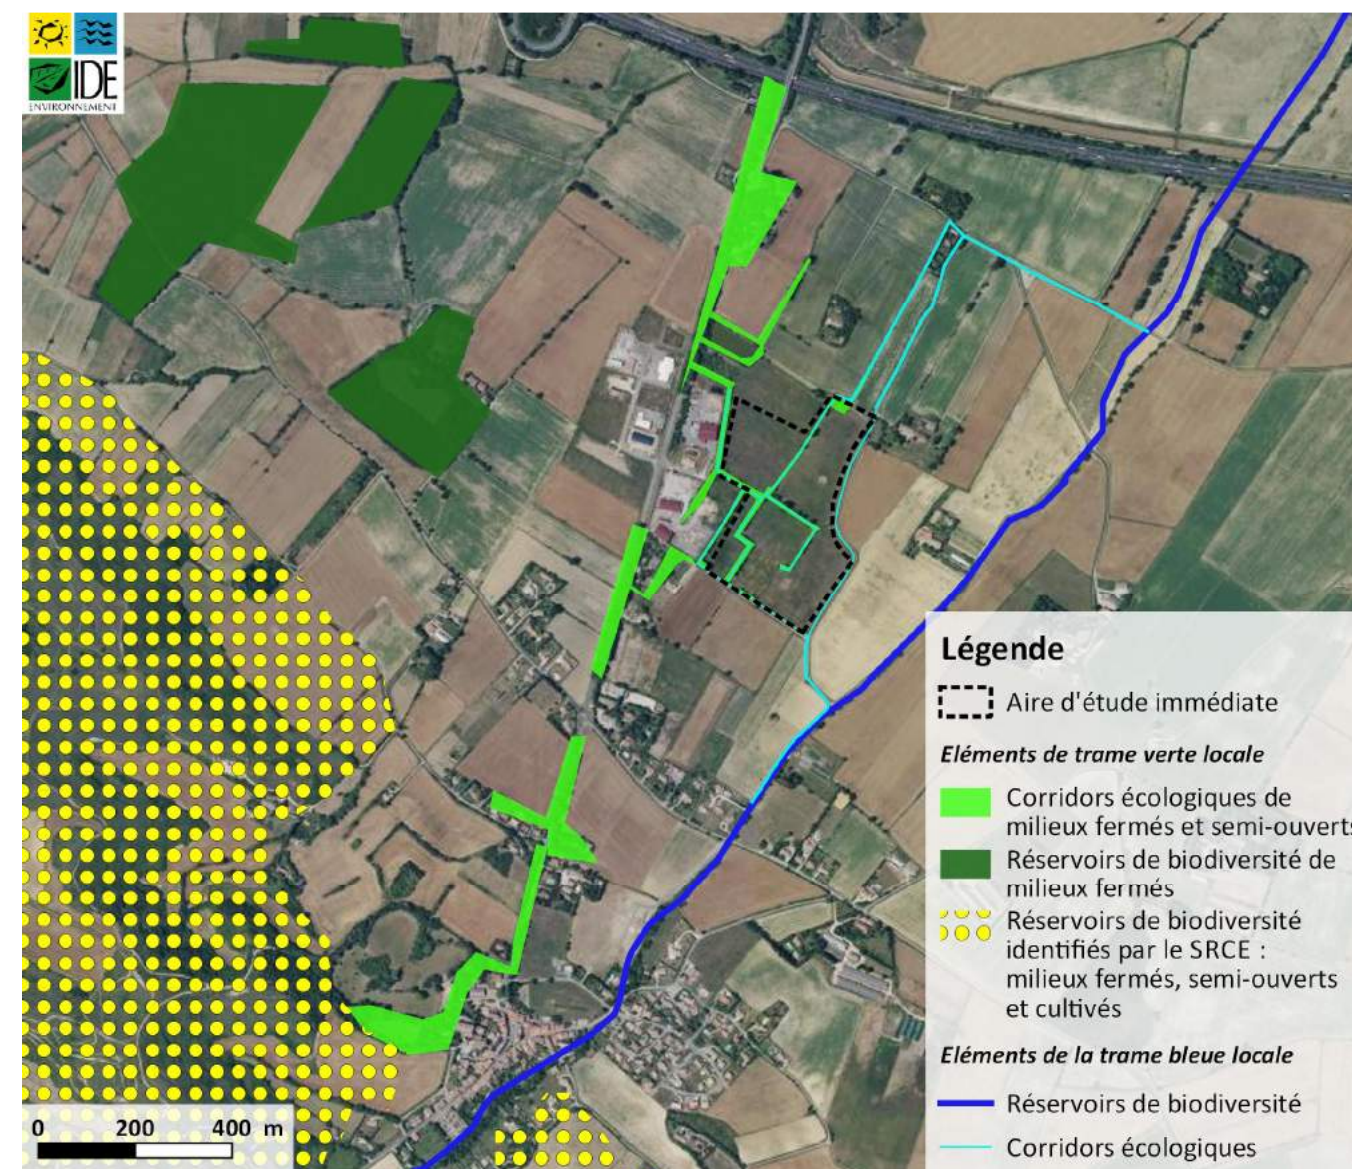 IDE
ENVIRONNEMENT
Légende
Aire d'étude immédiate
Eléments de trame verte locale
Corridors écologiques de
milieux fermés et semi-ouverts
Réservoirs de biodiversité de
milieux fermés
Réservoirs de biodiversité
identifiés par le SRCE :
milieux fermés, semi-ouverts
et cultivés
Eléments de la trame bleue locale
Réservoirs de biodiversité
Corridors écologiques
0 200 400 m